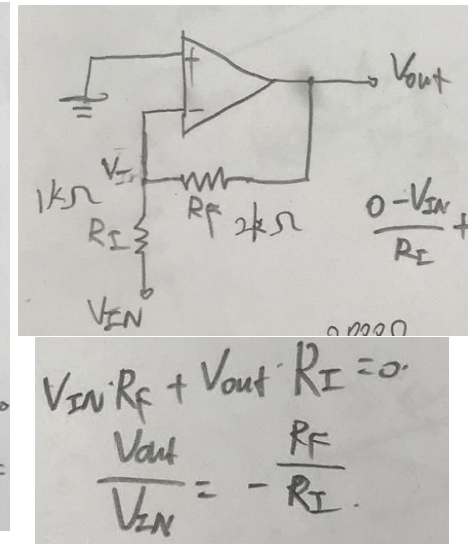 +
Vout
-
V-
1kΩ
RF 2kΩ
RI
0-VIN
RI
+
VIN
VIN·RF + Vout·RI=0.
Vout
VIN
= -
RF
RI.